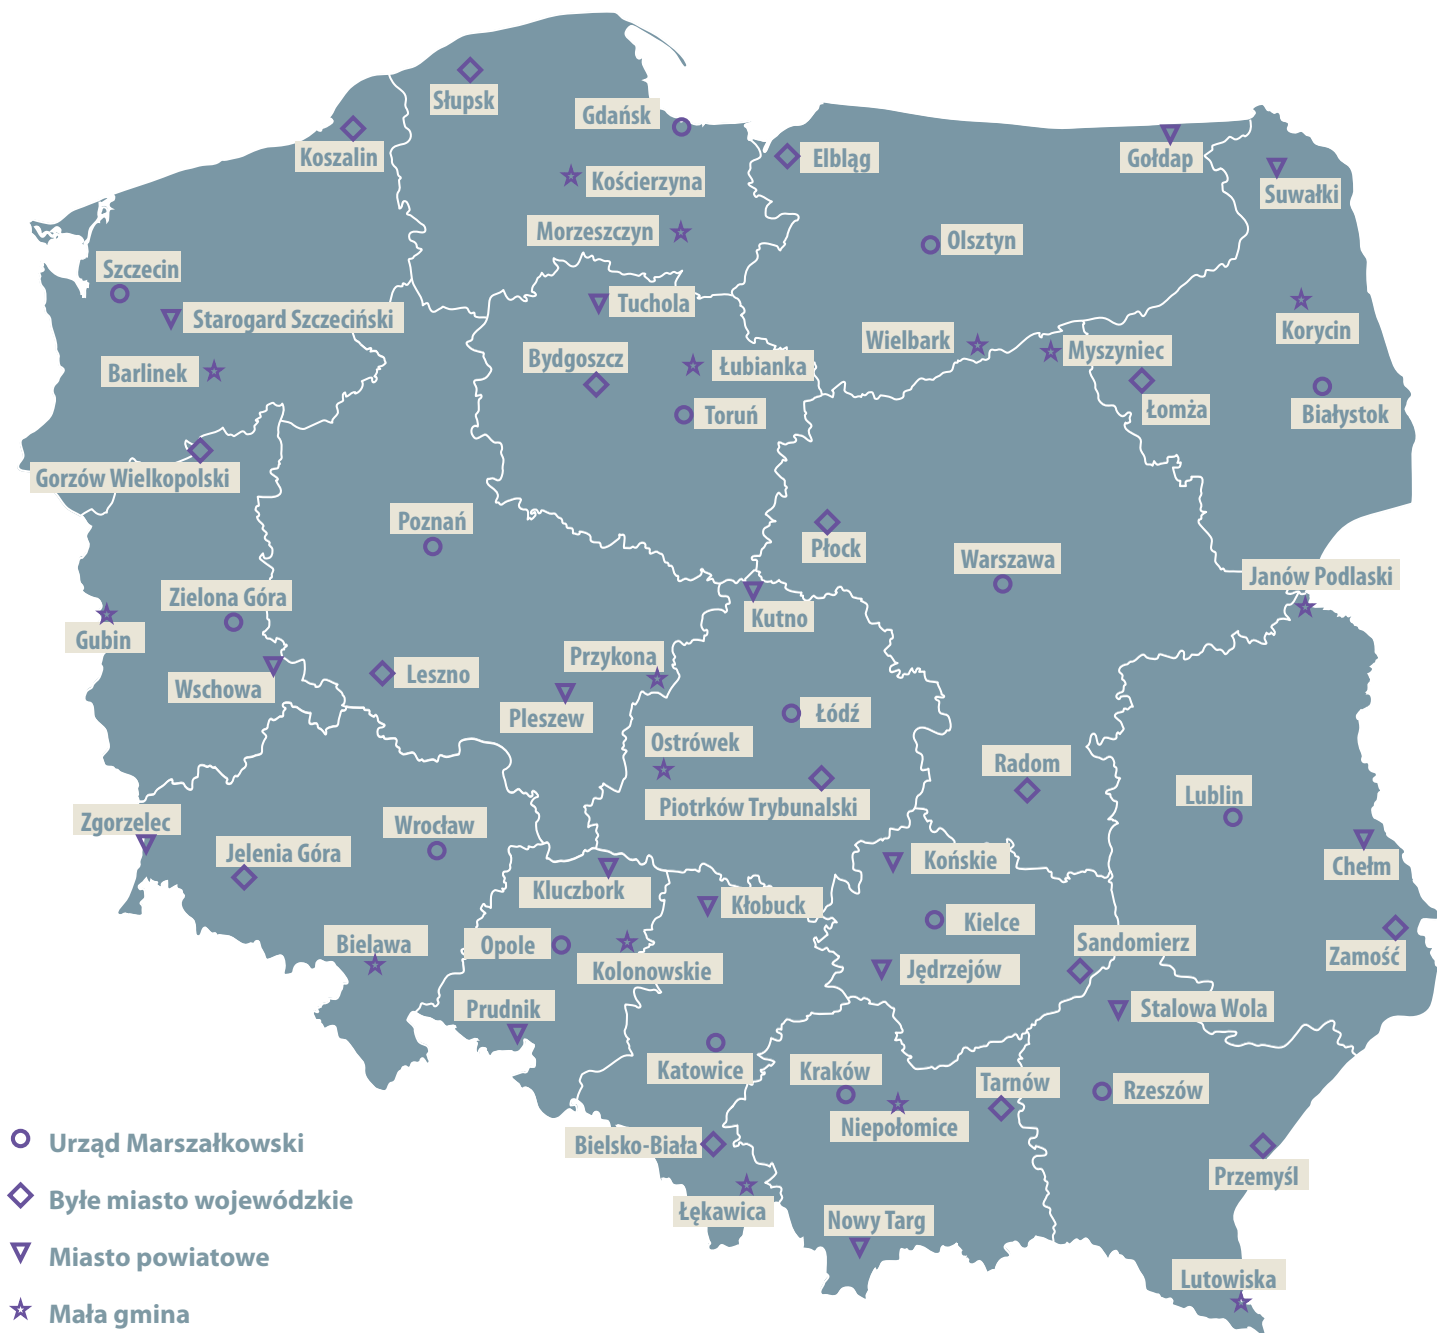 Słupsk
Gdańsk
Koszalin
Elbląg
Gołdap
Kościerzyna
Suwałki
Morzeszczyn
Olsztyn
Szczecin
Tuchola
Starogard Szczeciński
Korycin
Wielbark
Myszyniec
Bydgoszcz
Łubianka
Barlinek
Łomża
Toruń
Białystok
Gorzów Wielkopolski
Poznań
Płock
Warszawa
Janów Podlaski
Zielona Góra
Kutno
Gubin
Przykona
Leszno
Wschowa
Pleszew
Łódź
Ostrówek
Radom
Lublin
Piotrków Trybunalski
Zgorzelec
Wrocław
Jelenia Góra
Końskie
Chełm
Kluczbork
Kłobuck
Kielce
Bielawa
Opole
Sandomierz
Zamość
Kolonowskie
Jędrzejów
Prudnik
Stalowa Wola
Katowice
Kraków
Tarnów
Rzeszów
Niepołomice
Bielsko-Biała
Przemyśl
Łękawica
Nowy Targ
Lutowiska
Urząd Marszałkowski
Byłe miasto wojewódzkie
Miasto powiatowe
Mała gmina